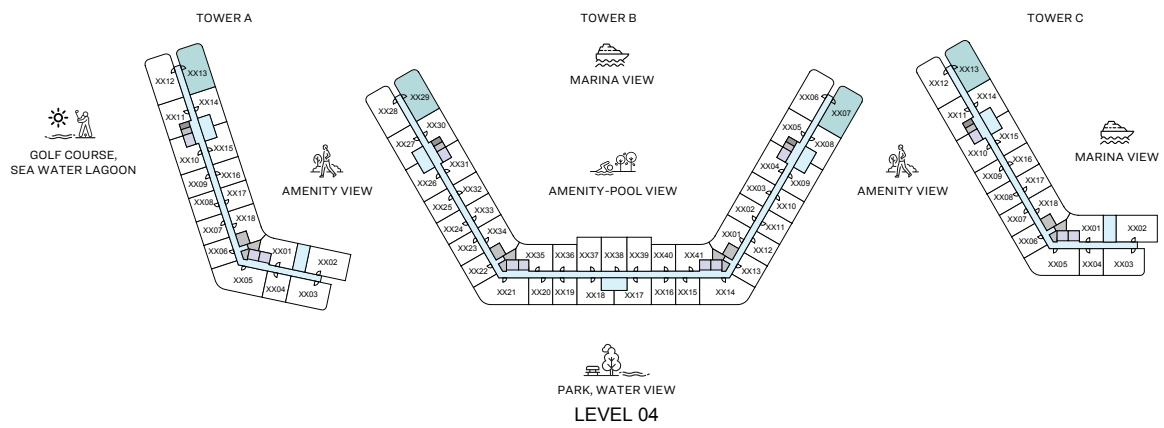 TOWER A
TOWER B
TOWER C
MARINA VIEW
GOLF COURSE,
SEA WATER LAGOON
AMENITY VIEW
AMENITY-POOL VIEW
AMENITY VIEW
MARINA VIEW
XX12
XX13
XX11
XX14
XX10
XX15
XX09
XX16
XX08
XX17
XX07
XX18
XX06
XX01
XX02
XX05
XX04
XX03
XX28
XX29
XX27
XX30
XX26
XX31
XX25
XX32
XX24
XX33
XX23
XX34
XX22
XX35
XX36
XX37
XX38
XX39
XX40
XX41
XX21
XX20
XX19
XX18
XX17
XX16
XX15
XX14
XX06
XX07
XX05
XX08
XX04
XX09
XX03
XX10
XX02
XX11
XX01
XX12
XX13
XX12
XX13
XX11
XX14
XX10
XX15
XX09
XX16
XX08
XX17
XX07
XX18
XX06
XX01
XX02
XX05
XX04
XX03
PARK, WATER VIEW
LEVEL 04